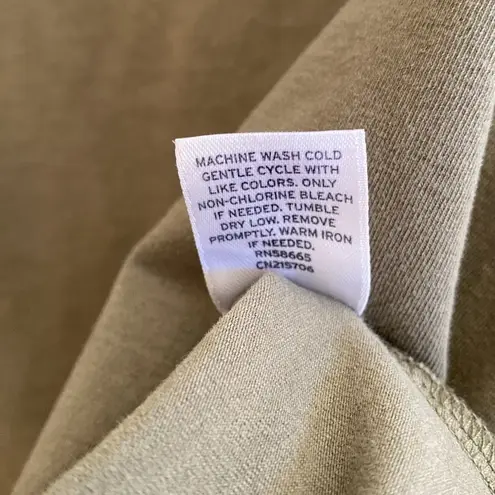 MACHINE WASH COLD
GENTLE CYCLE WITH
LIKE COLORS. ONLY
NON-CHLORINE BLEACH
IF NEEDED. TUMBLE
DRY LOW. REMOVE
PROMPTLY. WARM IRON
IF NEEDED.
RN58665
CN215706